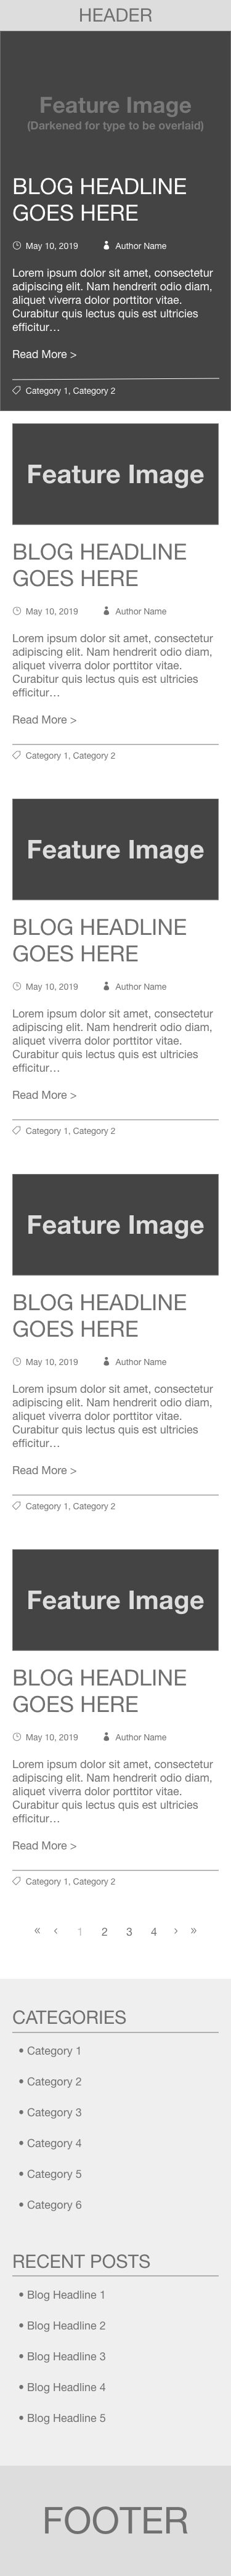 HEADER
Feature Image
(Darkened for type to be overlaid)
BLOG HEADLINE
GOES HERE
May 10, 2019 Author Name
Lorem ipsum dolor sit amet, consectetur
adipiscing elit. Nam hendrerit odio diam,
aliquet viverra dolor porttitor vitae.
Curabitur quis lectus quis est ultricies
efficitur…
Read More >
Category 1, Category 2
Feature Image
BLOG HEADLINE
GOES HERE
May 10, 2019 Author Name
Lorem ipsum dolor sit amet, consectetur
adipiscing elit. Nam hendrerit odio diam,
aliquet viverra dolor porttitor vitae.
Curabitur quis lectus quis est ultricies
efficitur…
Read More >
Category 1, Category 2
Feature Image
BLOG HEADLINE
GOES HERE
May 10, 2019 Author Name
Lorem ipsum dolor sit amet, consectetur
adipiscing elit. Nam hendrerit odio diam,
aliquet viverra dolor porttitor vitae.
Curabitur quis lectus quis est ultricies
efficitur…
Read More >
Category 1, Category 2
Feature Image
BLOG HEADLINE
GOES HERE
May 10, 2019 Author Name
Lorem ipsum dolor sit amet, consectetur
adipiscing elit. Nam hendrerit odio diam,
aliquet viverra dolor porttitor vitae.
Curabitur quis lectus quis est ultricies
efficitur…
Read More >
Category 1, Category 2
Feature Image
BLOG HEADLINE
GOES HERE
May 10, 2019 Author Name
Lorem ipsum dolor sit amet, consectetur
adipiscing elit. Nam hendrerit odio diam,
aliquet viverra dolor porttitor vitae.
Curabitur quis lectus quis est ultricies
efficitur…
Read More >
Category 1, Category 2
« ‹ 1 2 3 4 › »
CATEGORIES
• Category 1
• Category 2
• Category 3
• Category 4
• Category 5
• Category 6
RECENT POSTS
• Blog Headline 1
• Blog Headline 2
• Blog Headline 3
• Blog Headline 4
• Blog Headline 5
FOOTER